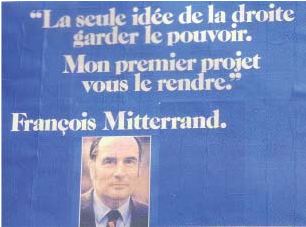 “La seule idée de la droite
garder le pouvoir.
Mon premier projet
vous le rendre.”
François Mitterrand.